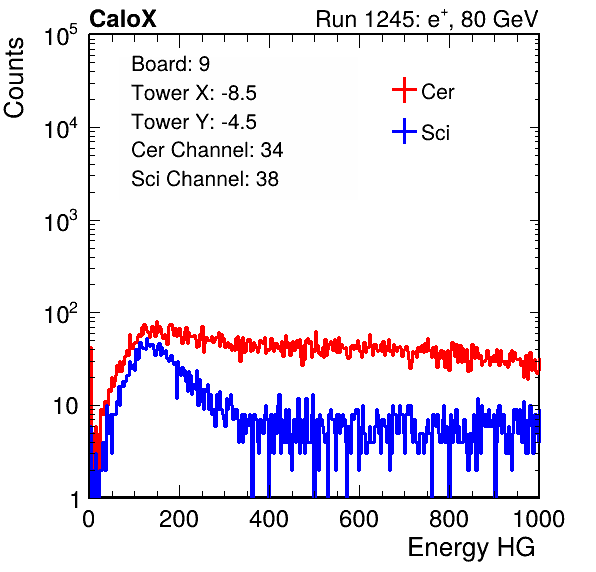 CaloX Run 1245: e⁺, 80 GeV
Counts
10⁵
10⁴
10³
10²
10
1
Board: 9
Tower X: -8.5
Tower Y: -4.5
Cer Channel: 34
Sci Channel: 38
Cer
Sci
0 200 400 600 800 1000
Energy HG